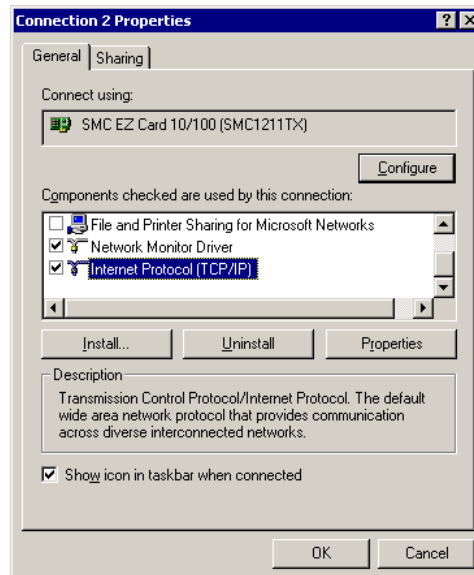 Connection 2 Properties
General
Sharing
Connect using:
SMC EZ Card 10/100 (SMC1211TX)
Configure
Components checked are used by this connection:
File and Printer Sharing for Microsoft Networks
Network Monitor Driver
Internet Protocol (TCP/IP)
Install... Uninstall Properties
Description
Transmission Control Protocol/Internet Protocol. The default
wide area network protocol that provides communication
across diverse interconnected networks.
Show icon in taskbar when connected
OK Cancel